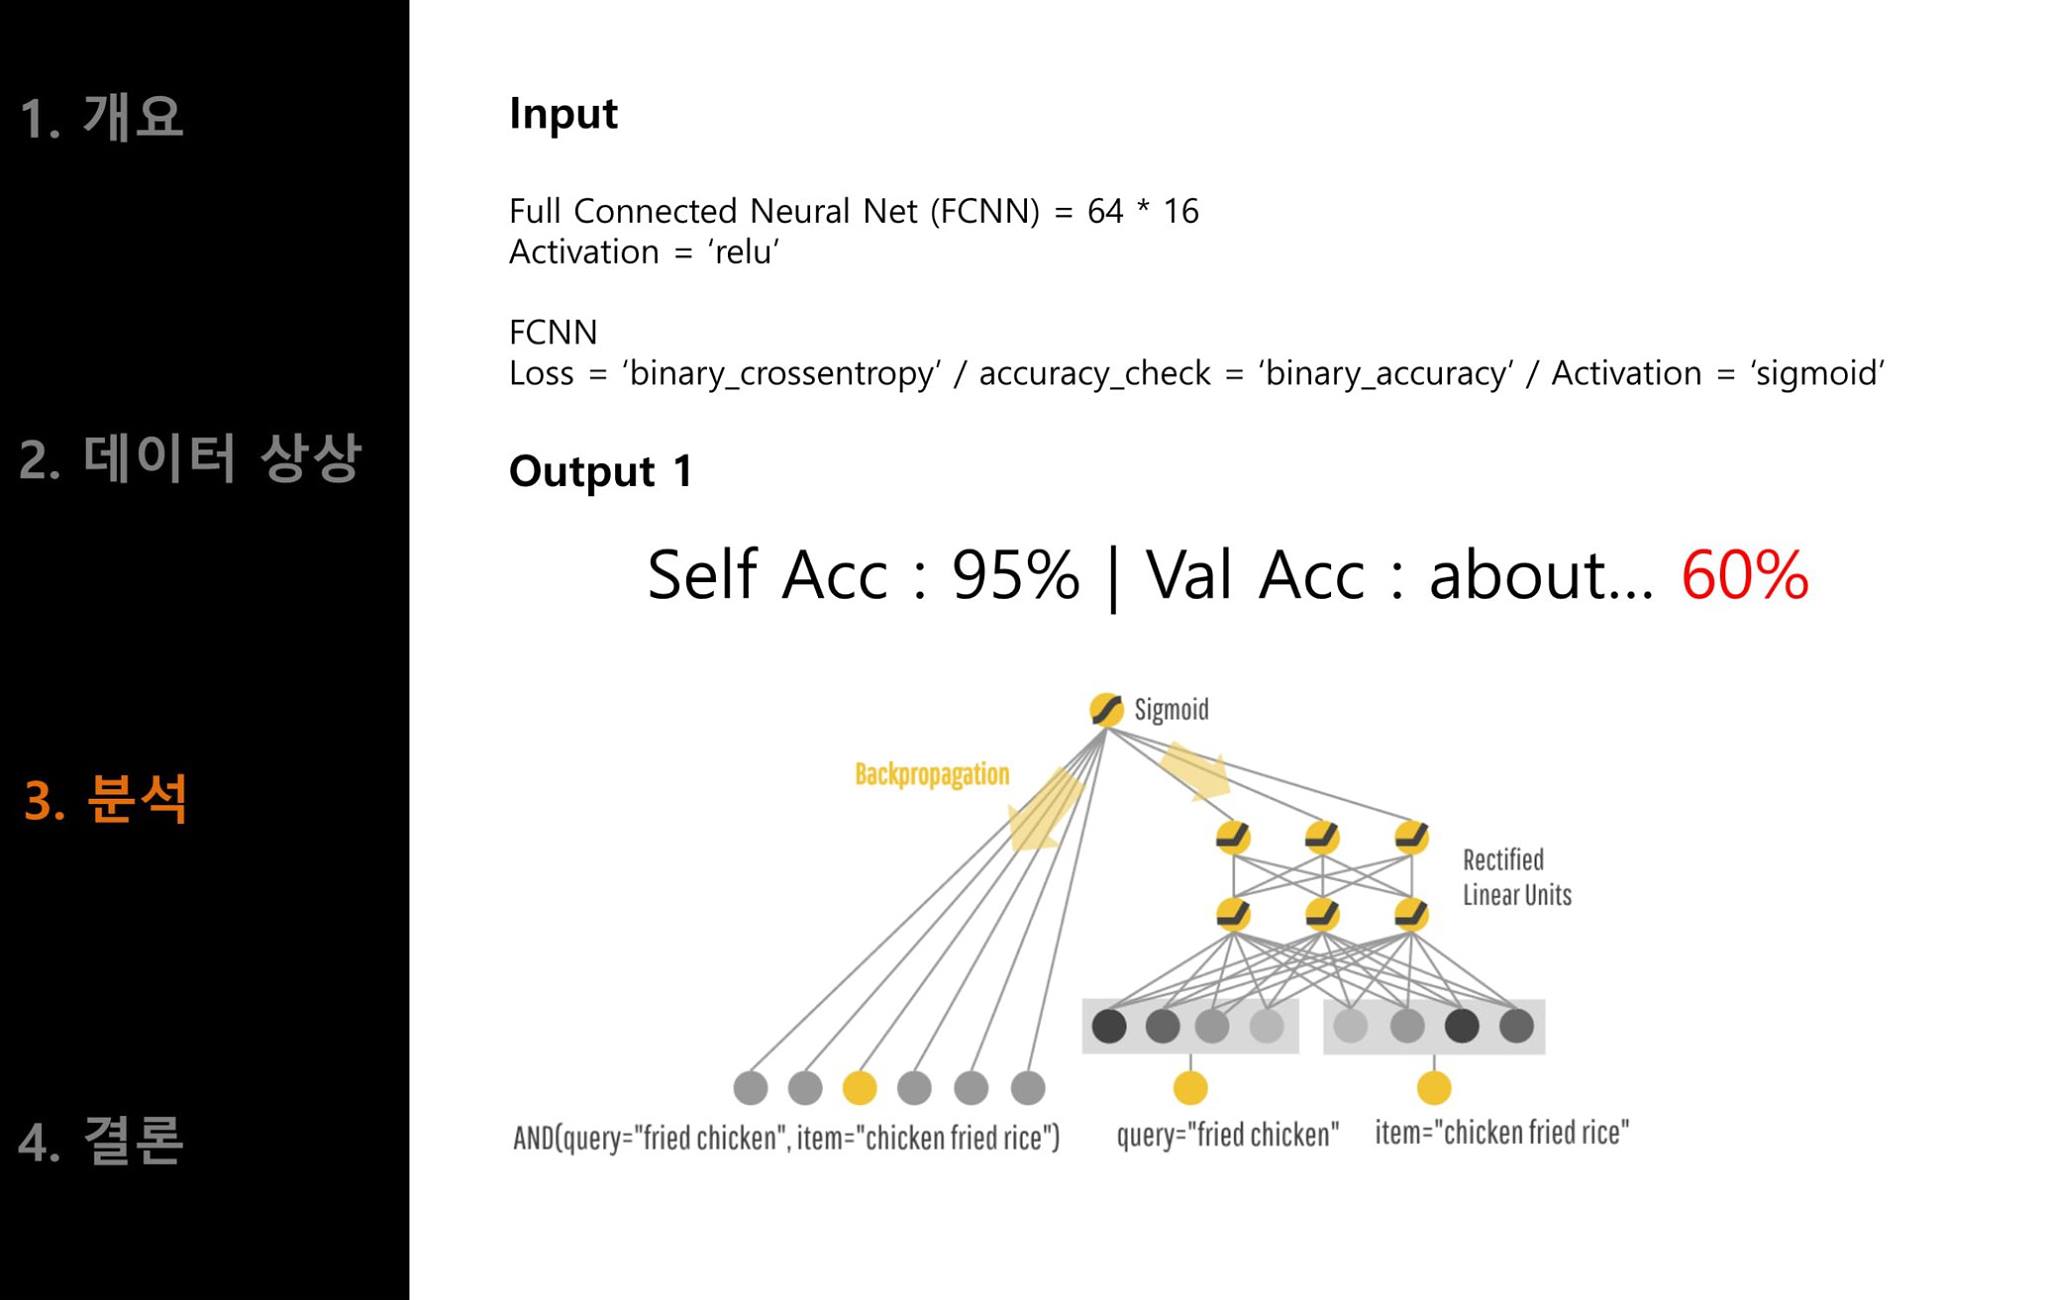 1. 개요
2. 데이터 상상
3. 분석
4. 결론
Input
Full Connected Neural Net (FCNN) = 64 * 16
Activation = ‘relu’
FCNN
Loss = ‘binary_crossentropy’ / accuracy_check = ‘binary_accuracy’ / Activation = ‘sigmoid’
Output 1
Self Acc : 95% | Val Acc : about... 60%
Sigmoid
Backpropagation
Rectified
Linear Units
AND(query="fried chicken", item="chicken fried rice")
query="fried chicken"
item="chicken fried rice"